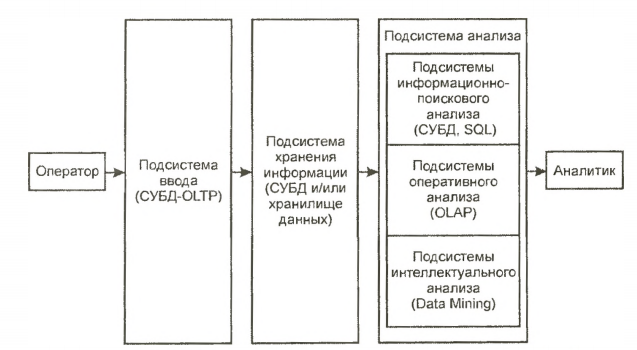 Оператор
Подсистема
ввода
(СУБД-OLTP)
Подсистема
хранения
информации
(СУБД и/или
хранилище
данных)
Подсистема анализа
Подсистемы
информационно-
поискового
анализа
(СУБД, SQL)
Подсистемы
оперативного
анализа
(OLAP)
Подсистемы
интеллектуального
анализа
(Data Mining)
Аналитик